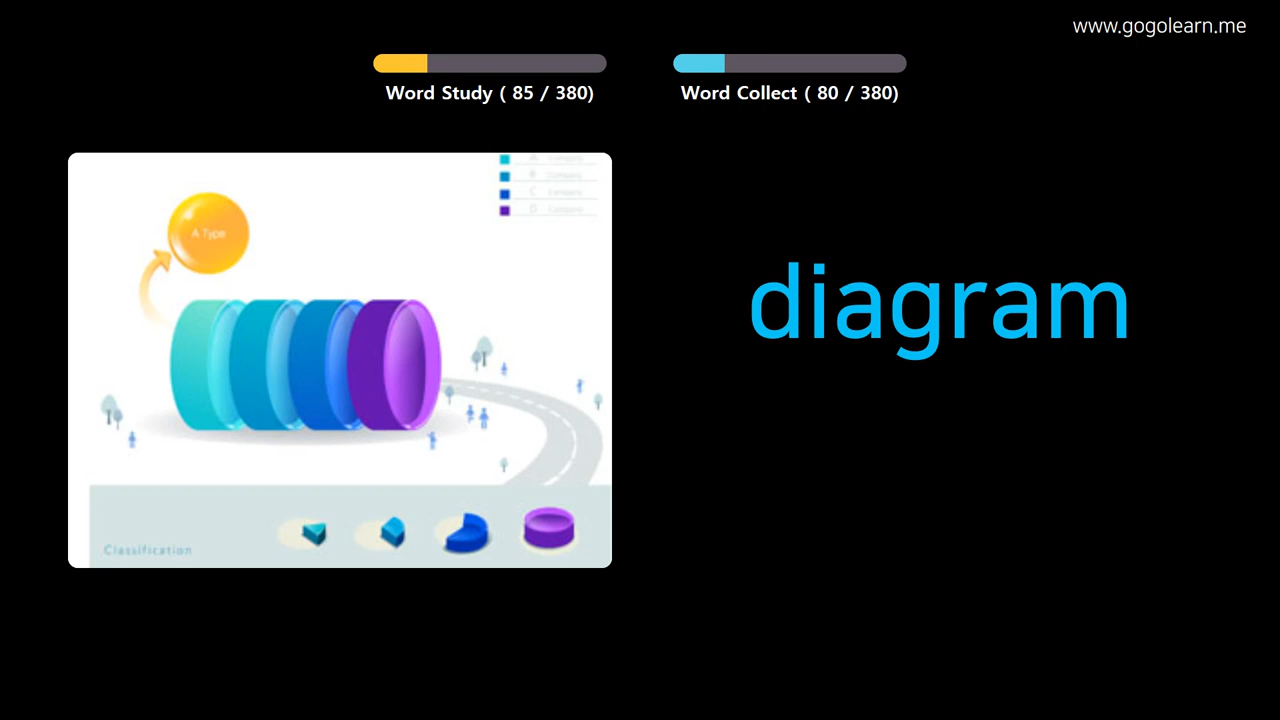 www.gogolearn.me
Word Study ( 85 / 380)
Word Collect ( 80 / 380)
A
B
C
D
A Type
diagram
Classification